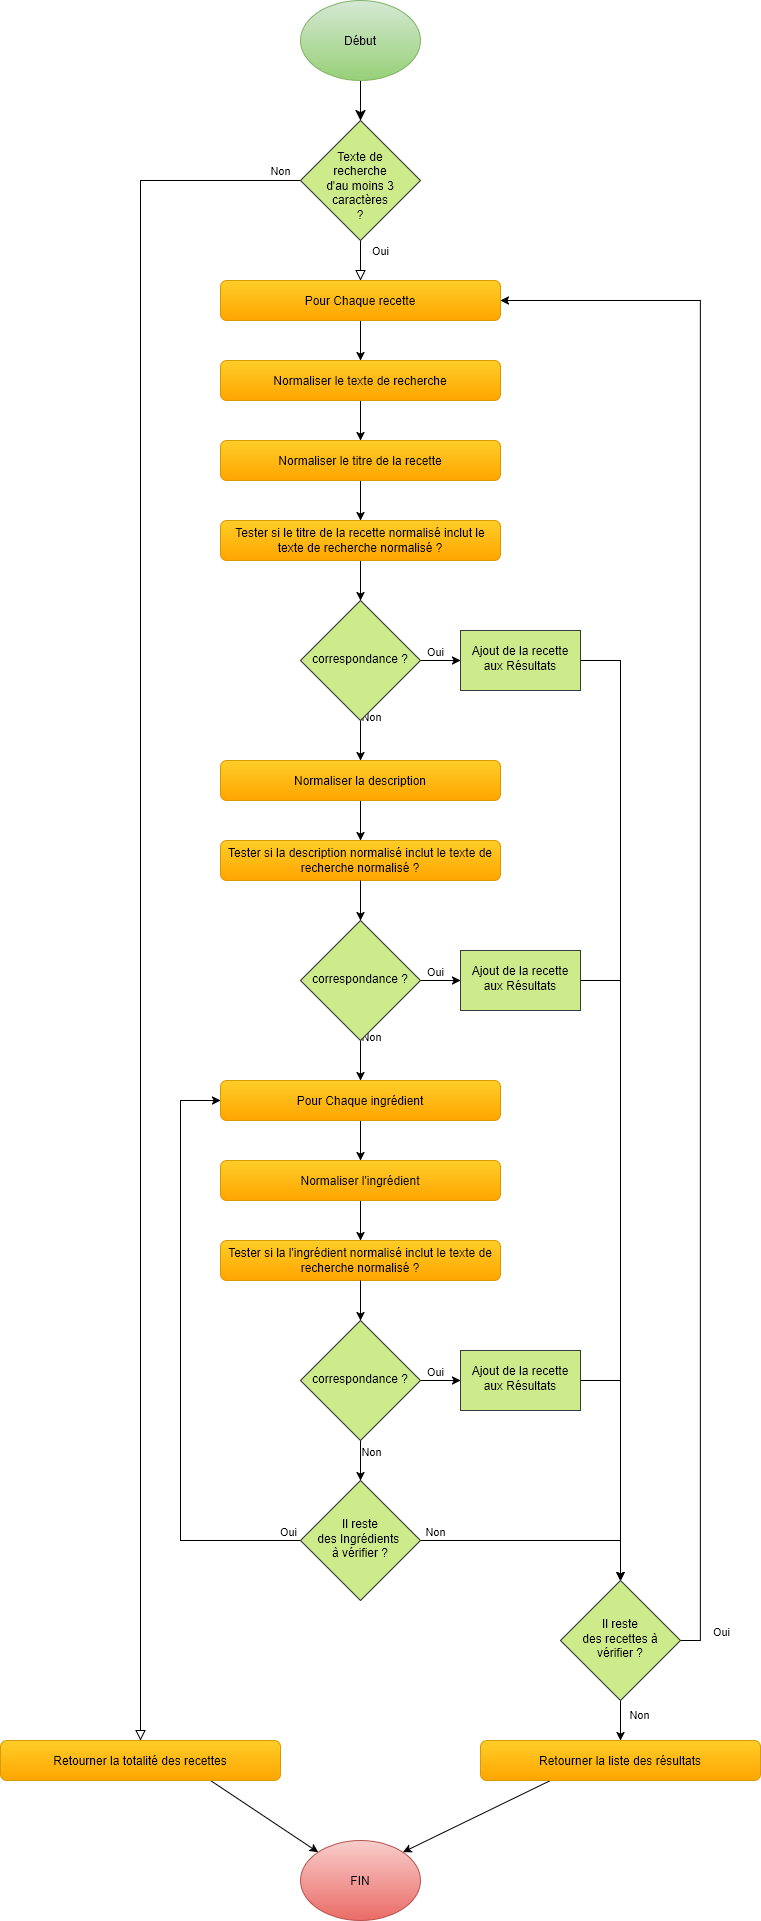 Début
Texte de
recherche
d'au moins 3
caractères
?
Non
Oui
Pour Chaque recette
Normaliser le texte de recherche
Normaliser le titre de la recette
Tester si le titre de la recette normalisé inclut le
texte de recherche normalisé ?
correspondance ?
Oui
Ajout de la recette
aux Résultats
Non
Normaliser la description
Tester si la description normalisé inclut le texte de
recherche normalisé ?
correspondance ?
Oui
Ajout de la recette
aux Résultats
Non
Pour Chaque ingrédient
Normaliser l'ingrédient
Tester si la l'ingrédient normalisé inclut le texte de
recherche normalisé ?
correspondance ?
Oui
Ajout de la recette
aux Résultats
Non
Il reste
des Ingrédients
à vérifier ?
Oui
Non
Il reste
des recettes à
vérifier ?
Oui
Non
Retourner la totalité des recettes
Retourner la liste des résultats
FIN